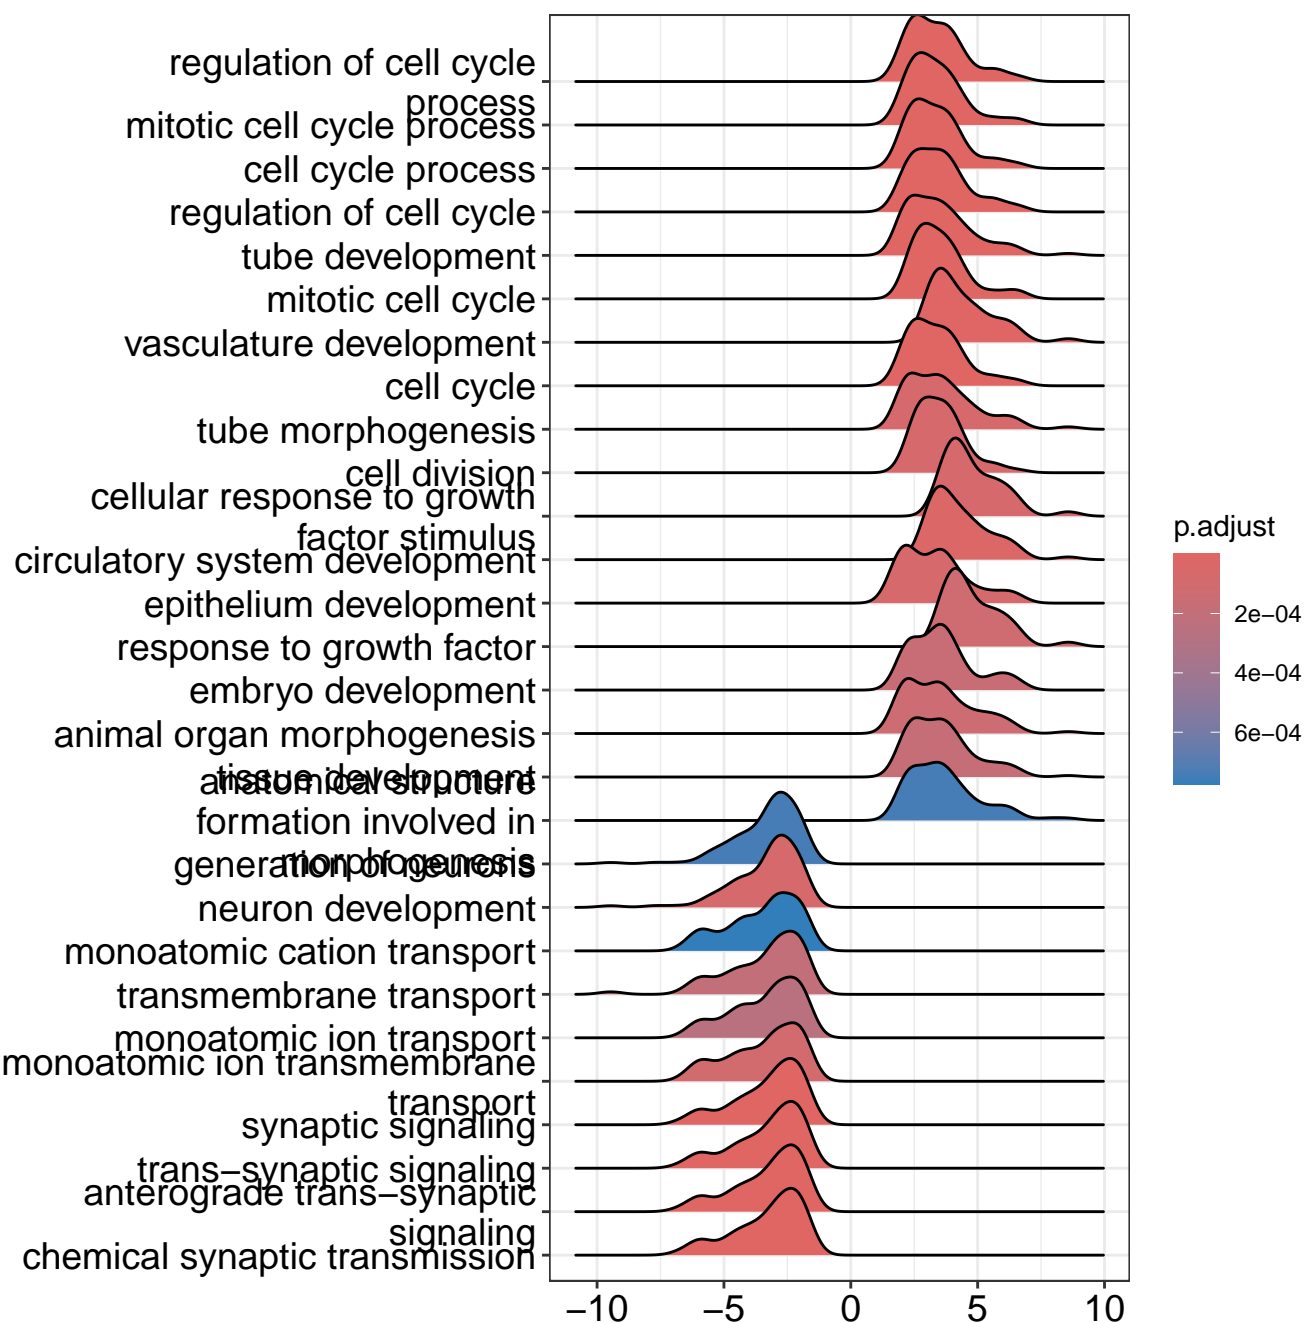 regulation of cell cycle
process
mitotic cell cycle process
cell cycle process
regulation of cell cycle
tube development
mitotic cell cycle
vasculature development
cell cycle
tube morphogenesis
cell division
cellular response to growth
factor stimulus
circulatory system development
epithelium development
response to growth factor
embryo development
animal organ morphogenesis
tissue development
anatomical structure
formation involved in
morphogenesis
generation of neurons
neuron development
monoatomic cation transport
transmembrane transport
monoatomic ion transport
monoatomic ion transmembrane
transport
synaptic signaling
trans−synaptic signaling
anterograde trans−synaptic
signaling
chemical synaptic transmission
−10 −5 0 5 10
p.adjust
2e−04
4e−04
6e−04